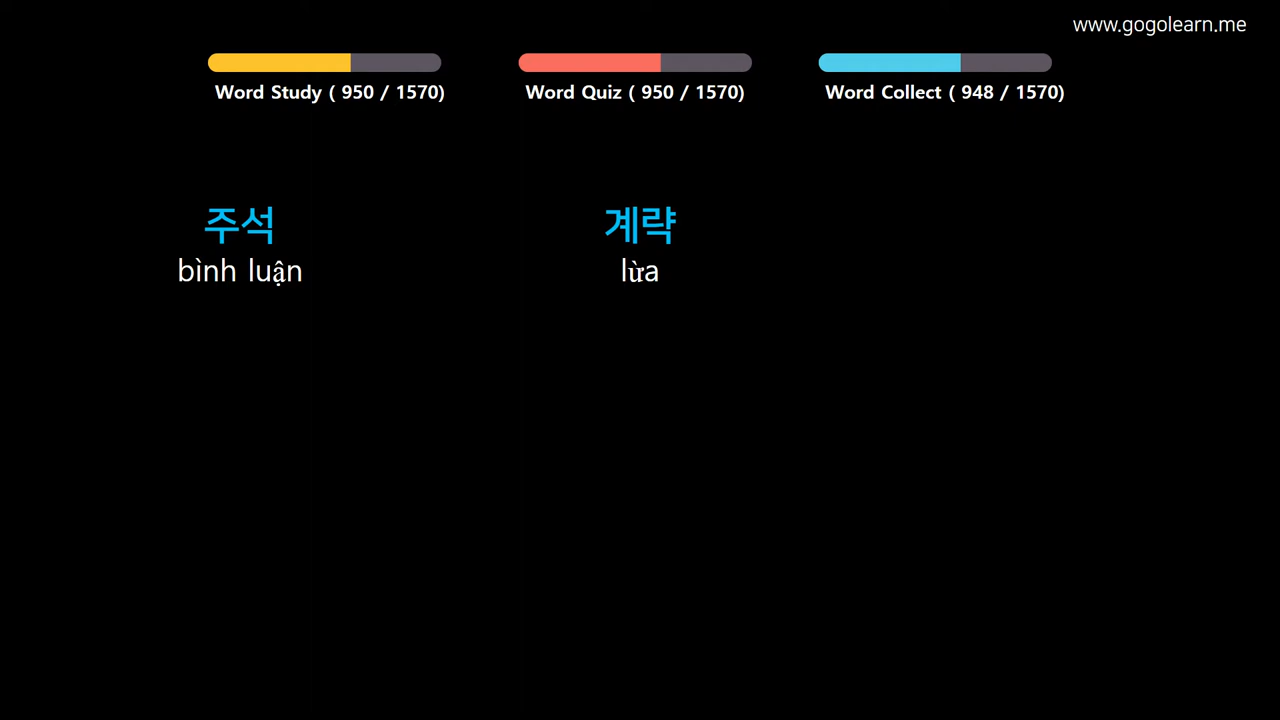 www.gogolearn.me
Word Study ( 950 / 1570)
Word Quiz ( 950 / 1570)
Word Collect ( 948 / 1570)
주석
bình luận
계략
lừa